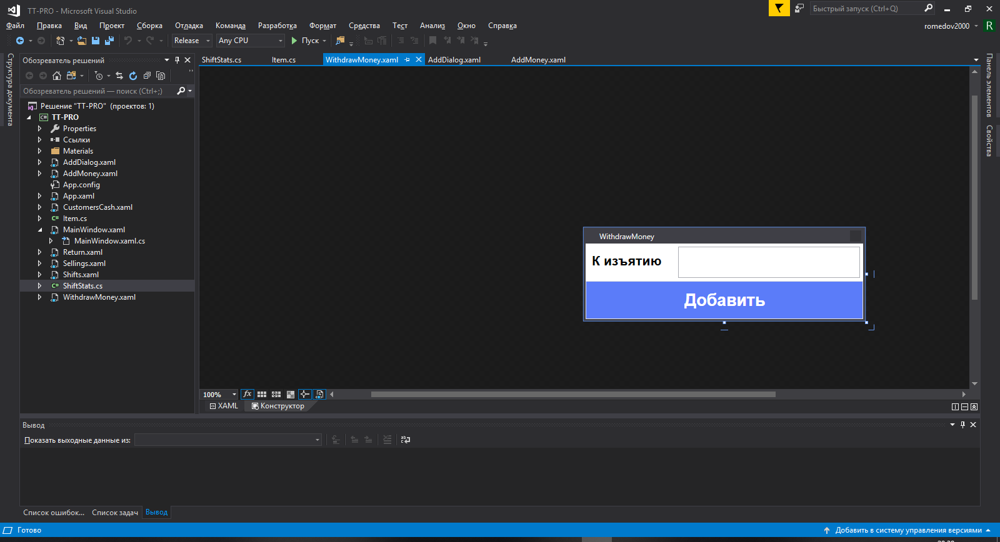 TT-PRO - Microsoft Visual Studio
Быстрый запуск (Ctrl+Q)
Файл Правка Вид Проект Сборка Отладка Команда Разработка Формат Средства Тест Анализ Окно Справка
romedov2000 R
Release Any CPU Пуск
Структура документа
Обозреватель решений
Обозреватель решений — поиск (Ctrl+;)
Решение "TT-PRO" (проектов: 1)
C# TT-PRO
Properties
Ссылки
Materials
AddDialog.xaml
AddMoney.xaml
App.config
App.xaml
CustomersCash.xaml
C# Item.cs
MainWindow.xaml
MainWindow.xaml.cs
Return.xaml
Sellings.xaml
Shifts.xaml
C# ShiftStats.cs
WithdrawMoney.xaml
ShiftStats.cs Item.cs WithdrawMoney.xaml AddDialog.xaml AddMoney.xaml
WithdrawMoney
К изъятию
Добавить
100% fx
XAML Конструктор
Панель элементов
Свойства
Вывод
Показать выходные данные из:
Список ошибок... Список задач Вывод
Готово
Добавить в систему управления версиями